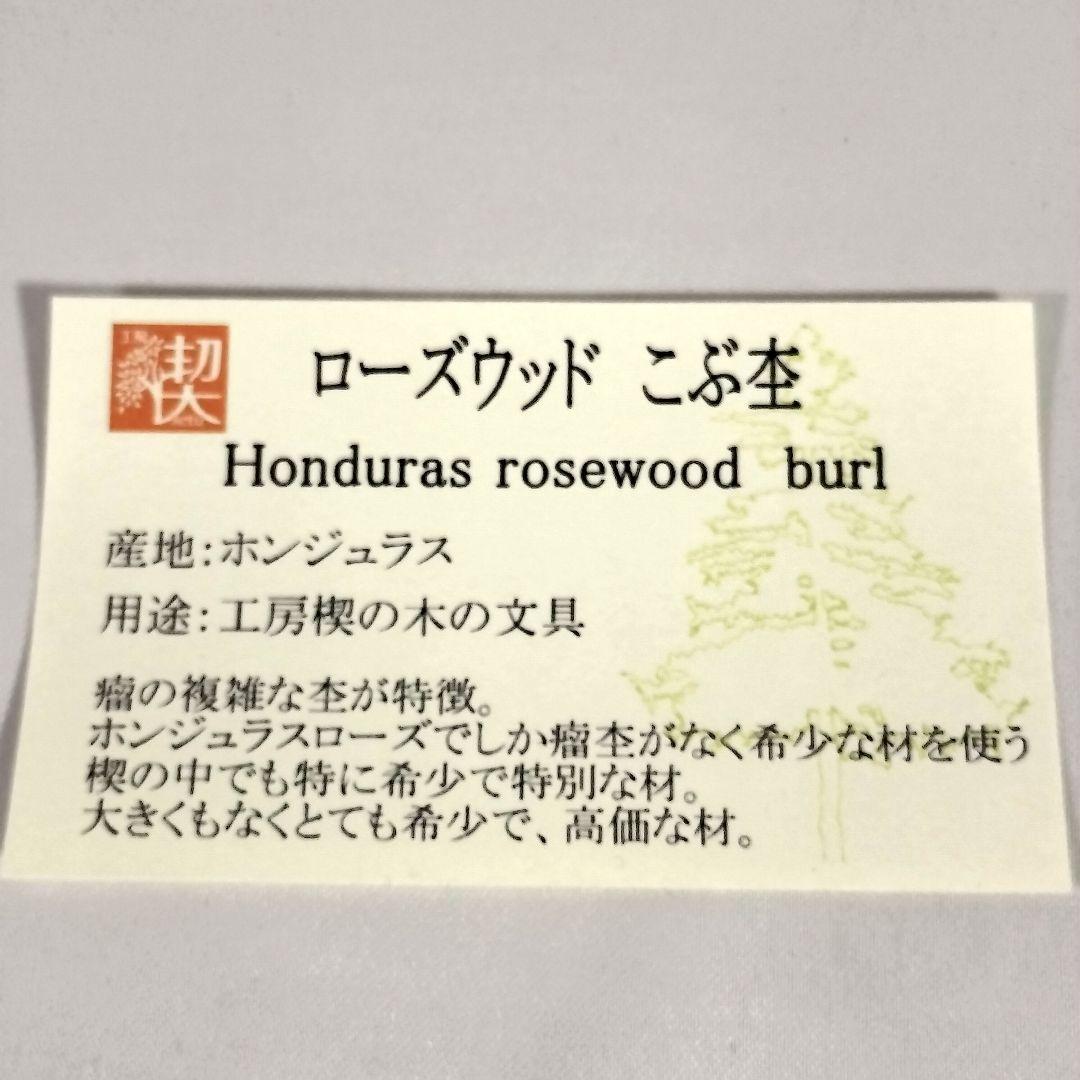 工房
楔
ローズウッド こぶ杢
Honduras rosewood burl
産地:ホンジュラス
用途:工房楔の木の文具
瘤の複雑な杢が特徴。
ホンジュラスローズでしか瘤杢がなく希少な材を使う
楔の中でも特に希少で特別な材。
大きくもなくとても希少で、高価な材。